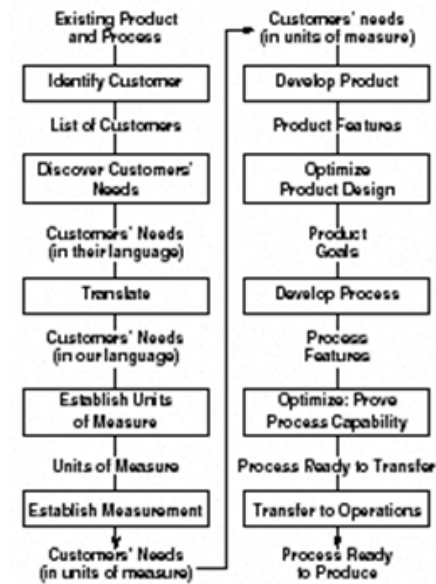 Existing Product
and Process
Identify Customer
List of Customers
Discover Customers'
Needs
Customers' Needs
(in their language)
Translate
Customers' Needs
(in our language)
Establish Units
of Measure
Units of Measure
Establish Measurement
Customers' Needs
(in units of measure)
Customers' needs
(in units of measure)
Develop Product
Product Features
Optimize
Product Design
Product
Goals
Develop Process
Process
Features
Optimize: Prove
Process Capability
Process Ready to Transfer
Transfer to Operations
Process Ready
to Produce